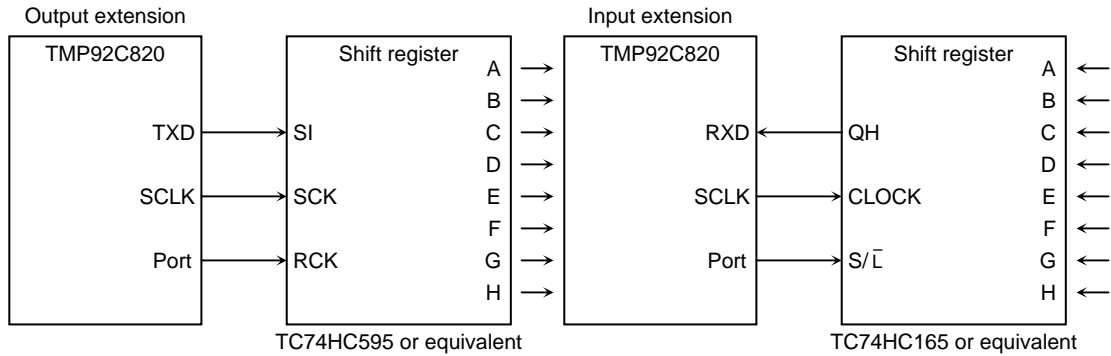 Output extension
TMP92C820
TXD
SCLK
Port
Shift register
SI
SCK
RCK
A
B
C
D
E
F
G
H
TC74HC595 or equivalent
Input extension
TMP92C820
RXD
SCLK
Port
Shift register
QH
CLOCK
S/L̅
A
B
C
D
E
F
G
H
TC74HC165 or equivalent